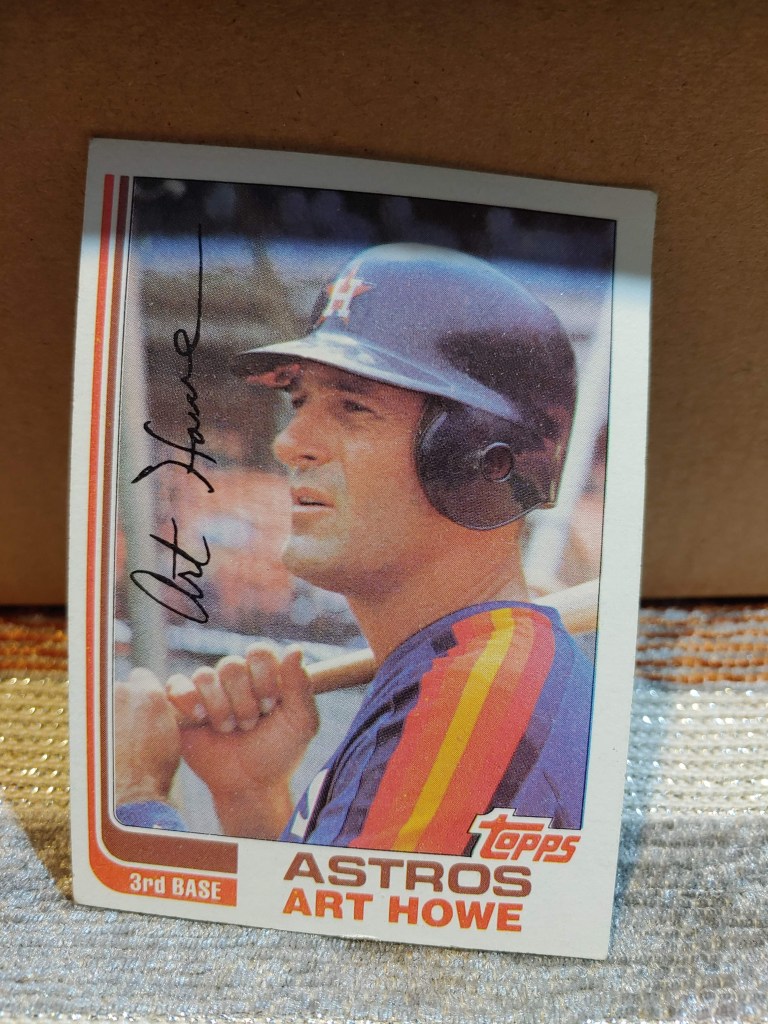 H
Art Howe
Topps
3rd BASE
ASTROS
ART HOWE